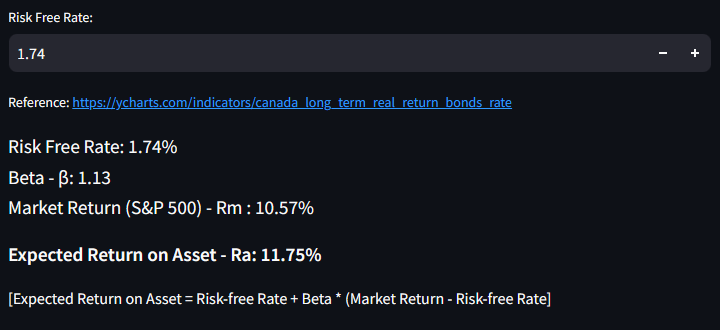 Risk Free Rate:
1.74
Reference: https://ycharts.com/indicators/canada_long_term_real_return_bonds_rate
Risk Free Rate: 1.74%
Beta - β: 1.13
Market Return (S&P 500) - Rm : 10.57%
Expected Return on Asset - Ra: 11.75%
[Expected Return on Asset = Risk-free Rate + Beta * (Market Return - Risk-free Rate]